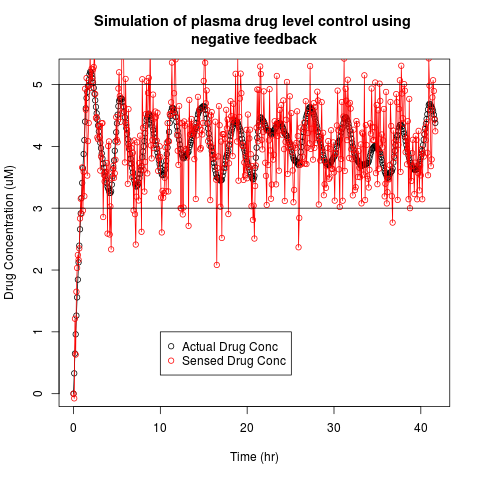 Simulation of plasma drug level control using
negative feedback
Drug Concentration (uM)
5
4
3
2
1
0
Actual Drug Conc
Sensed Drug Conc
0 10 20 30 40
Time (hr)